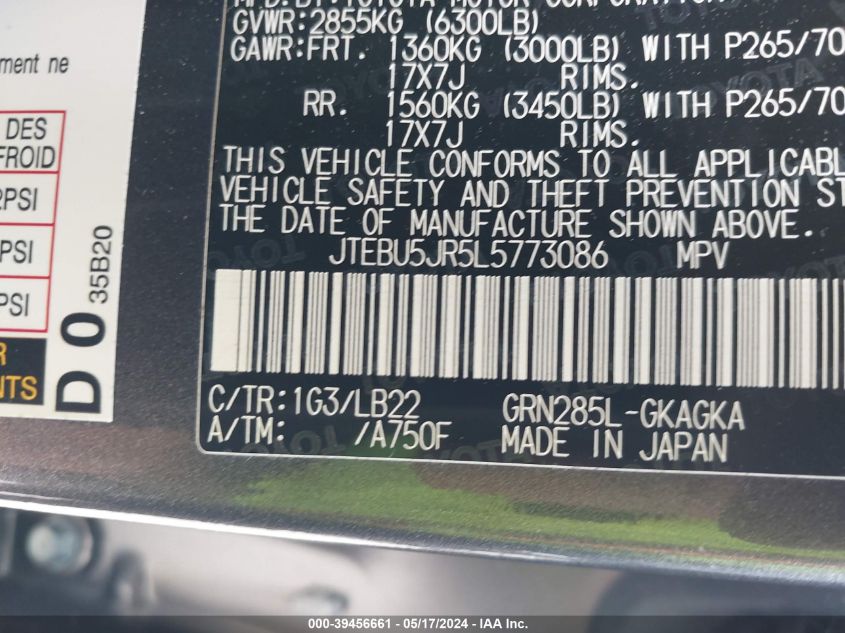 GVWR:2855KG (6300LB)
GAWR:FRT. 1360KG (3000LB) WITH P265/70
17X7J RIMS.
RR. 1560KG (3450LB) WITH P265/70
17X7J RIMS.
THIS VEHICLE CONFORMS TO ALL APPLICABL
VEHICLE SAFETY AND THEFT PREVENTION ST
THE DATE OF MANUFACTURE SHOWN ABOVE.
JTEBU5JR5L5773086 MPV
C/TR:1G3/LB22 GRN285L-GKAGKA
A/TM: /A750F MADE IN JAPAN
ment ne
DES
FROID
PSI
PSI
PSI
R
NTS
D 0
35B20
000-39456661 - 05/17/2024 - IAA Inc.